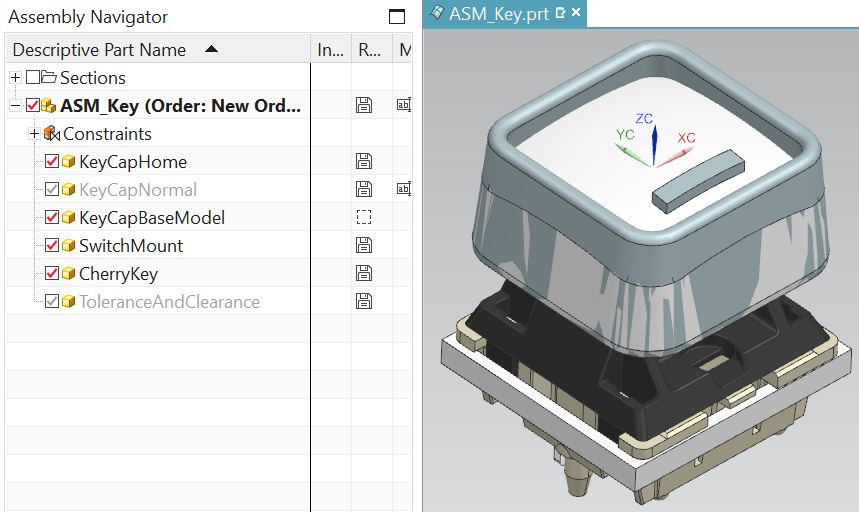 Assembly Navigator
Descriptive Part Name In... R... M
Sections
ASM_Key (Order: New Ord...
Constraints
KeyCapHome
KeyCapNormal
KeyCapBaseModel
SwitchMount
CherryKey
ToleranceAndClearance
ASM_Key.prt
ZC
YC
XC